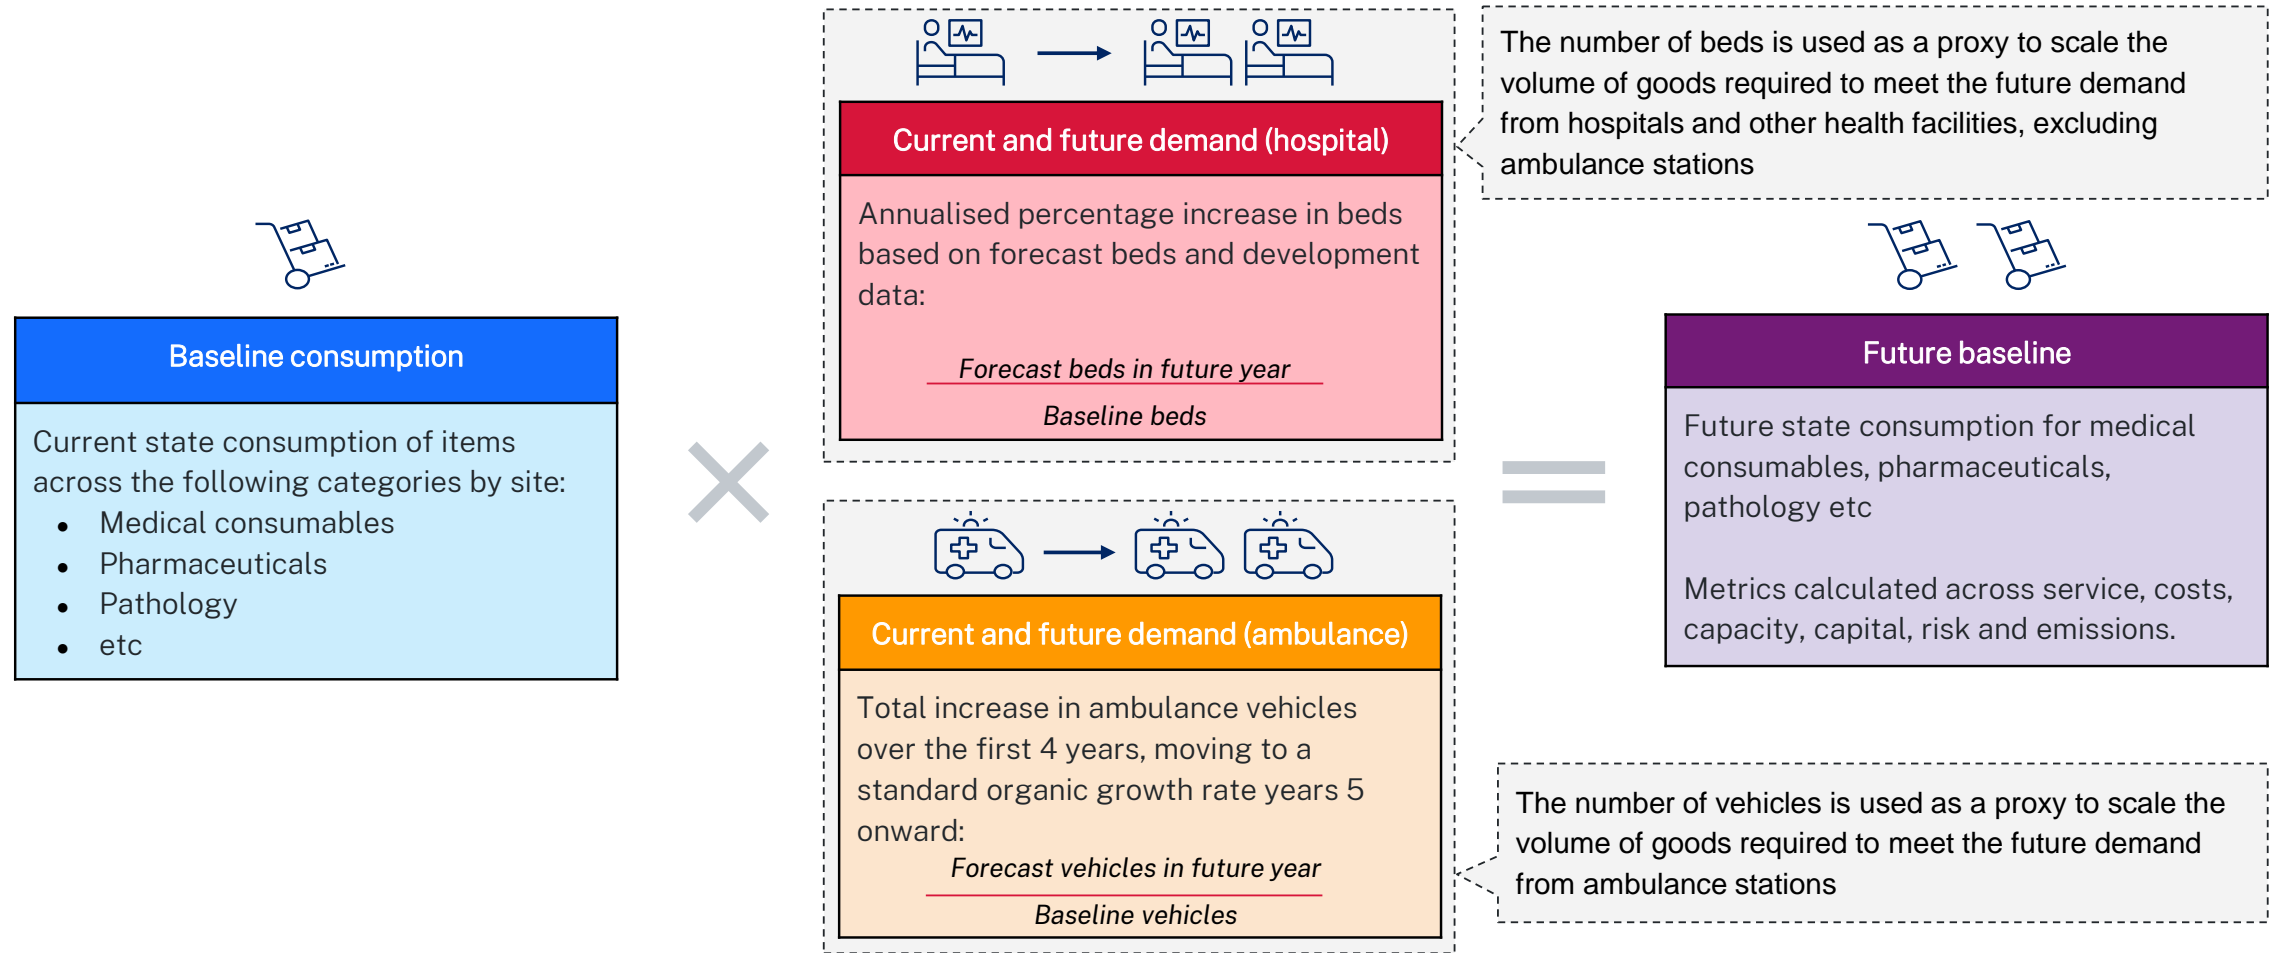 Baseline consumption
Current state consumption of items
across the following categories by site:
● Medical consumables
● Pharmaceuticals
● Pathology
● etc
Current and future demand (hospital)
Annualised percentage increase in beds
based on forecast beds and development
data:
Forecast beds in future year
Baseline beds
The number of beds is used as a proxy to scale the
volume of goods required to meet the future demand
from hospitals and other health facilities, excluding
ambulance stations
Current and future demand (ambulance)
Total increase in ambulance vehicles
over the first 4 years, moving to a
standard organic growth rate years 5
onward:
Forecast vehicles in future year
Baseline vehicles
The number of vehicles is used as a proxy to scale the
volume of goods required to meet the future demand
from ambulance stations
Future baseline
Future state consumption for medical
consumables, pharmaceuticals,
pathology etc
Metrics calculated across service, costs,
capacity, capital, risk and emissions.